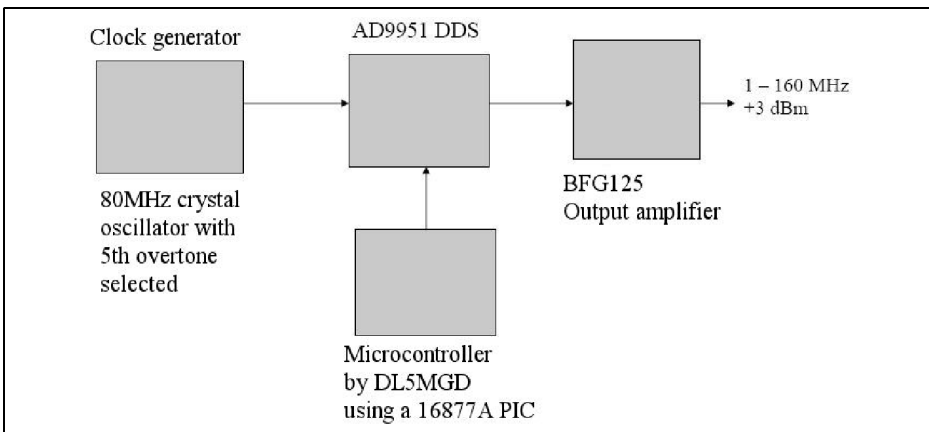 Clock generator
80MHz crystal
oscillator with
5th overtone
selected
AD9951 DDS
1 – 160 MHz
+3 dBm
BFG125
Output amplifier
Microcontroller
by DL5MGD
using a 16877A PIC